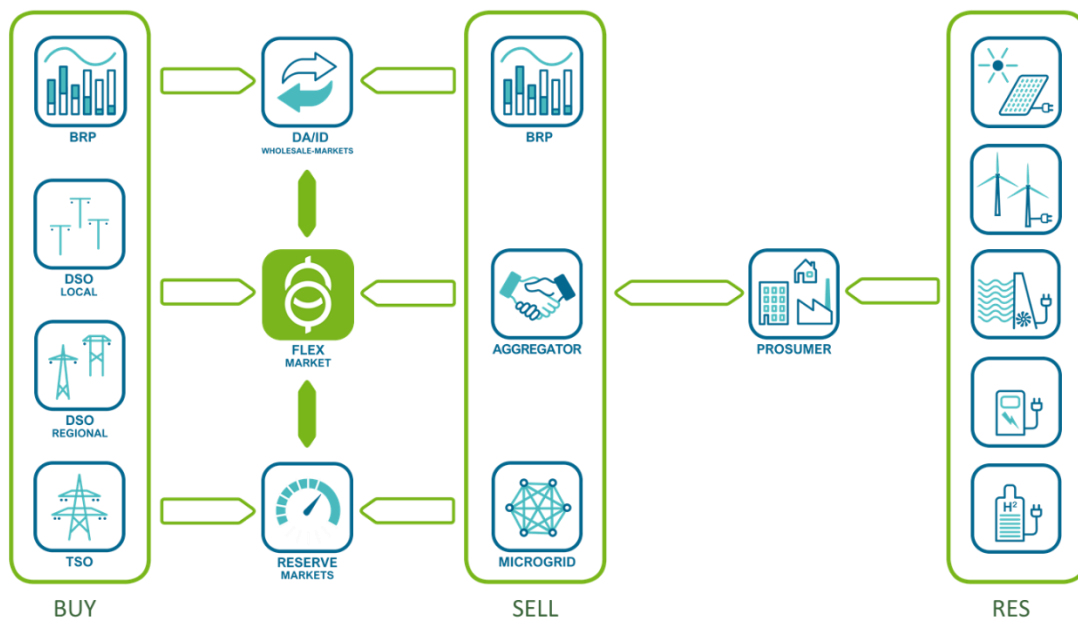 BRP
DA/ID
WHOLESALE-MARKETS
BRP
DSO
LOCAL
FLEX
MARKET
AGGREGATOR
PROSUMER
DSO
REGIONAL
H²
TSO
RESERVE
MARKETS
MICROGRID
BUY
SELL
RES